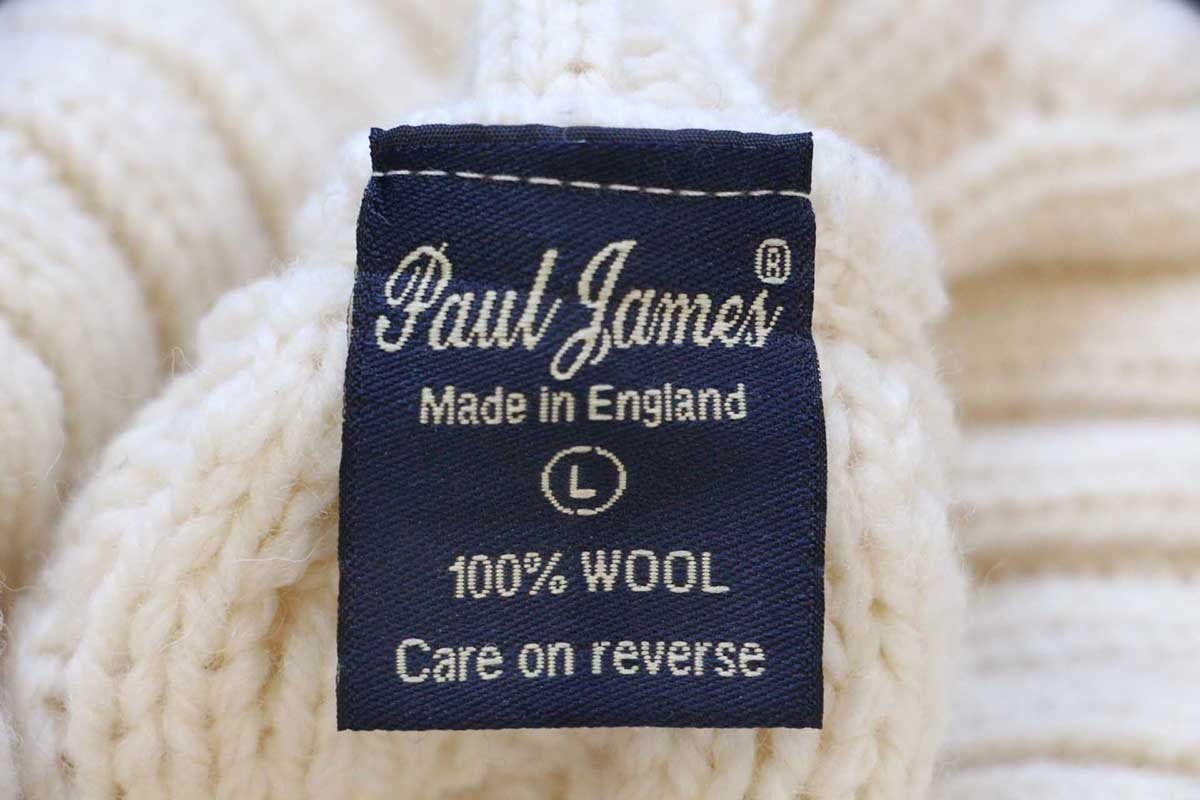 Paul James®
Made in England
L
100% WOOL
Care on reverse